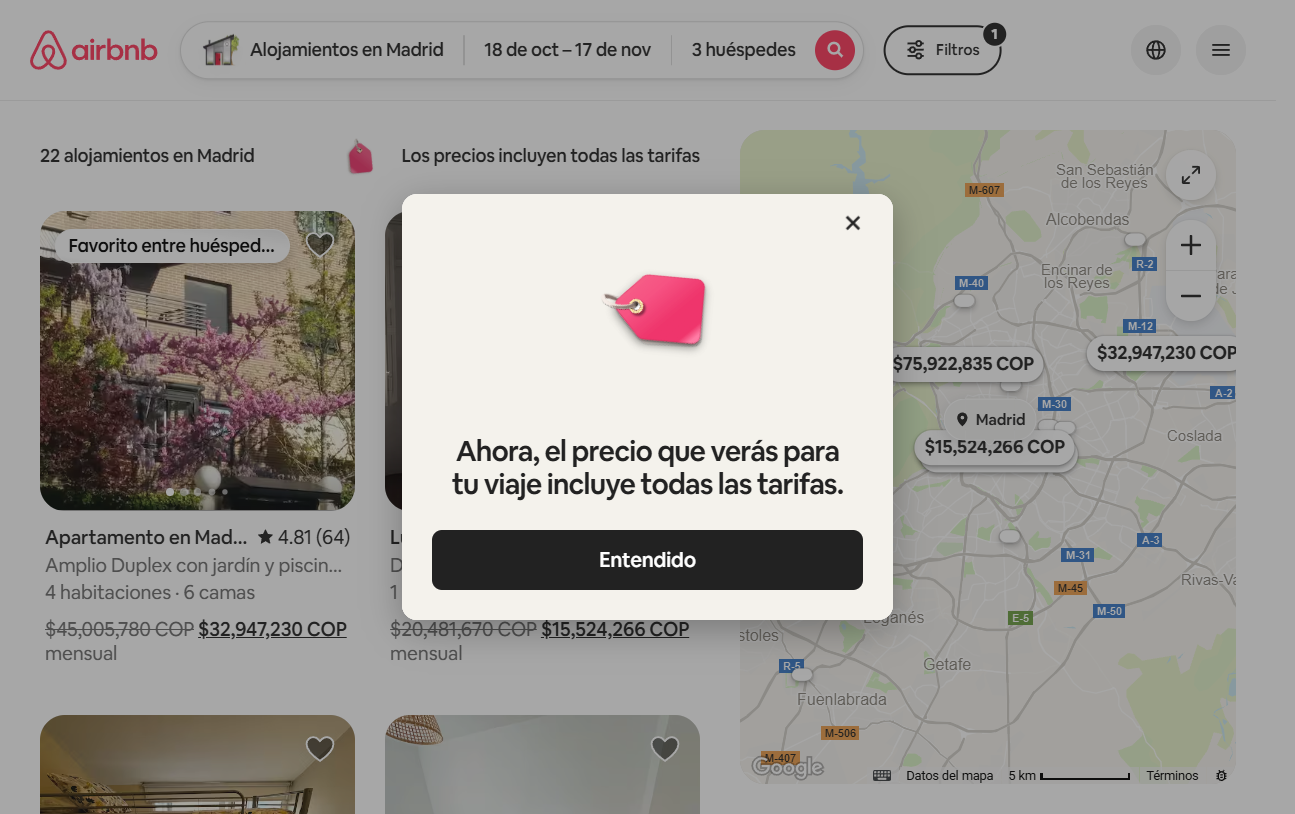 airbnb
Alojamientos en Madrid
18 de oct – 17 de nov
3 huéspedes
Filtros
1
22 alojamientos en Madrid
Los precios incluyen todas las tarifas
Favorito entre huésped...
Ahora, el precio que verás para
tu viaje incluye todas las tarifas.
Entendido
Apartamento en Mad... ★ 4.81 (64)
Amplio Duplex con jardín y piscin...
4 habitaciones · 6 camas
$45,005,780 COP $32,947,230 COP
mensual
1
$20,481,670 COP $15,524,266 COP
mensual
M-607
San Sebastián
de los Reyes
Alcobendas
R-2
Encinar de
los Reyes
M-40
M-12
$75,922,835 COP
$32,947,230 COP
A-2
M-30
Madrid
$15,524,266 COP
Coslada
A-3
M-31
M-45
M-50
E-5
Getafe
R-5
Fuenlabrada
M-506
M-407
Google
Datos del mapa
5 km
Términos